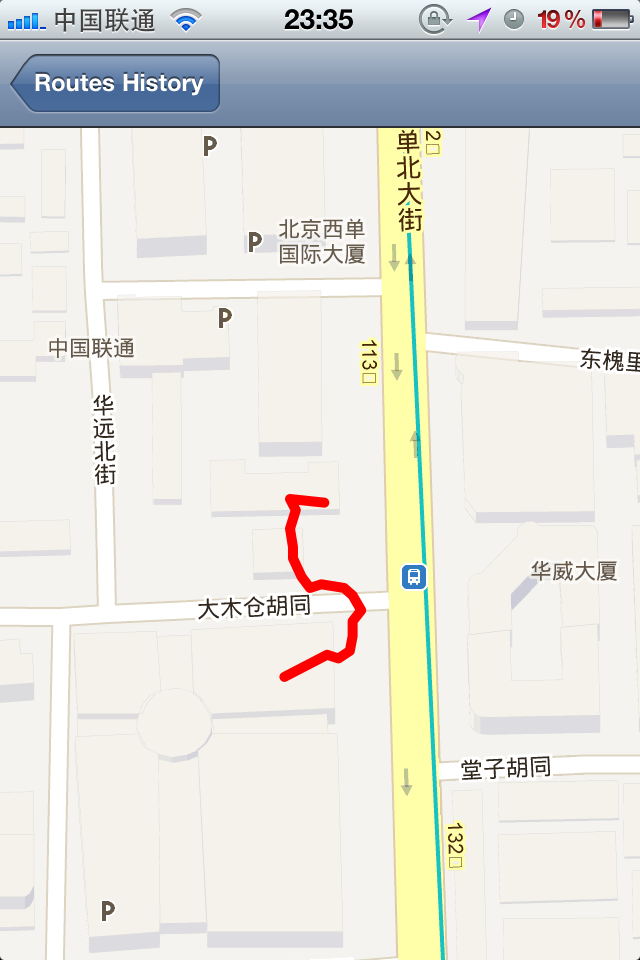 中国联通
23:35
19%
Routes History
P
2□
单北大街
P
北京西单
国际大厦
P
中国联通
113□
东槐里
华远北街
华威大厦
大木仓胡同
堂子胡同
132□
P